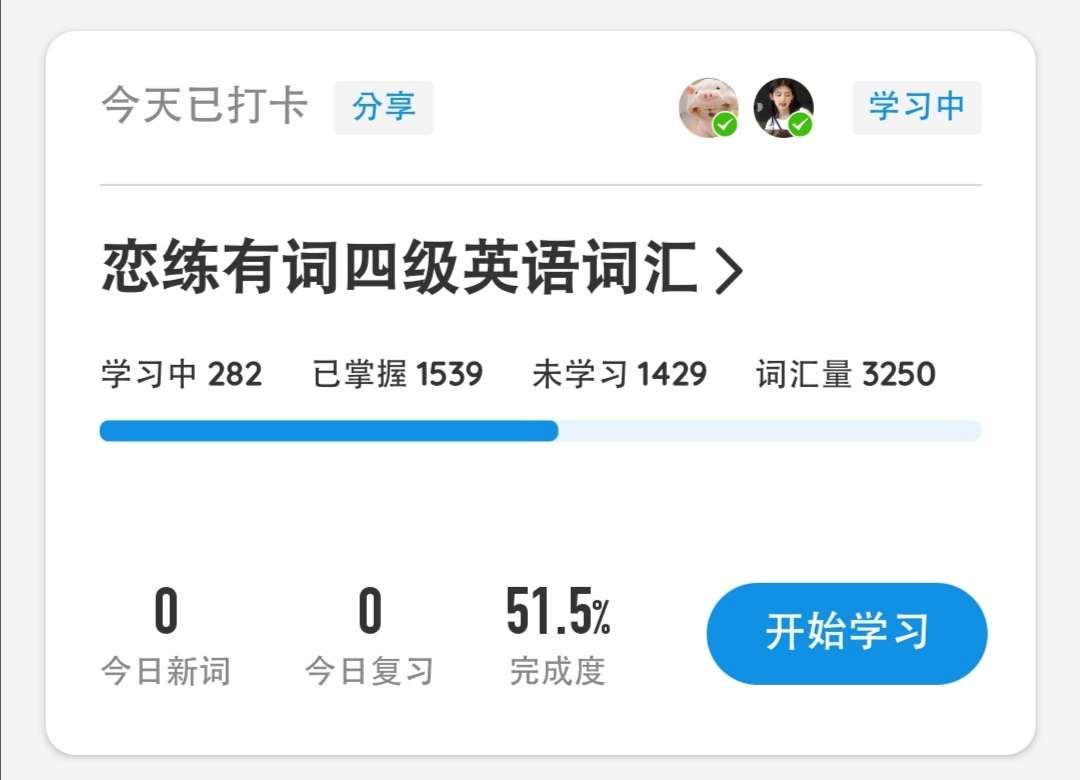 今天已打卡 分享 学习中
恋练有词四级英语词汇
学习中 282 已掌握 1539 未学习 1429 词汇量 3250
0 0 51.5%
今日新词 今日复习 完成度 开始学习